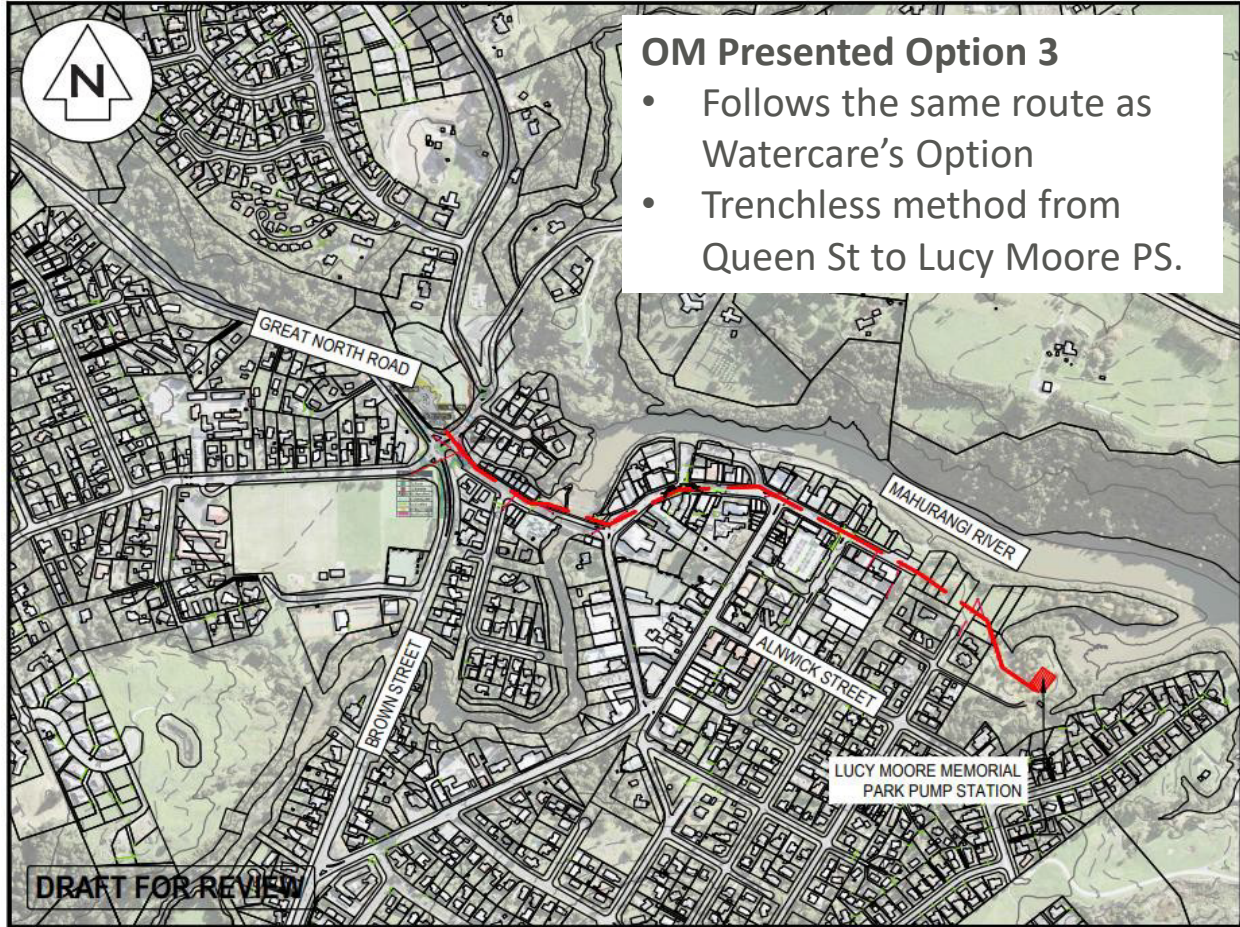 N
OM Presented Option 3
• Follows the same route as
Watercare’s Option
• Trenchless method from
Queen St to Lucy Moore PS.
GREAT NORTH ROAD
MAHURANGI RIVER
BROWN STREET
ALNWICK STREET
LUCY MOORE MEMORIAL
PARK PUMP STATION
DRAFT FOR REVIEW